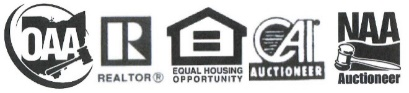 OAA
R
REALTOR®
EQUAL HOUSING
OPPORTUNITY
CAI
AUCTIONEER
NAA
Auctioneer